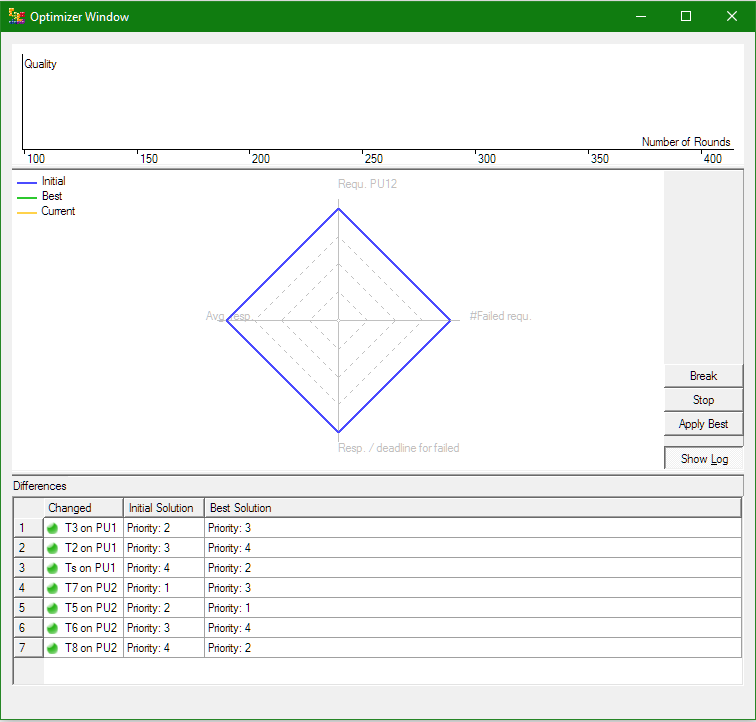 Optimizer Window
Quality
Number of Rounds
100 150 200 250 300 350 400
Initial
Best
Current
Requ. PU12
Avg. resp.
#Failed requ.
Resp. / deadline for failed
Break
Stop
Apply Best
Show Log
Differences
Changed Initial Solution Best Solution
1 T3 on PU1 Priority: 2 Priority: 3
2 T2 on PU1 Priority: 3 Priority: 4
3 Ts on PU1 Priority: 4 Priority: 2
4 T7 on PU2 Priority: 1 Priority: 3
5 T5 on PU2 Priority: 2 Priority: 1
6 T6 on PU2 Priority: 3 Priority: 4
7 T8 on PU2 Priority: 4 Priority: 2